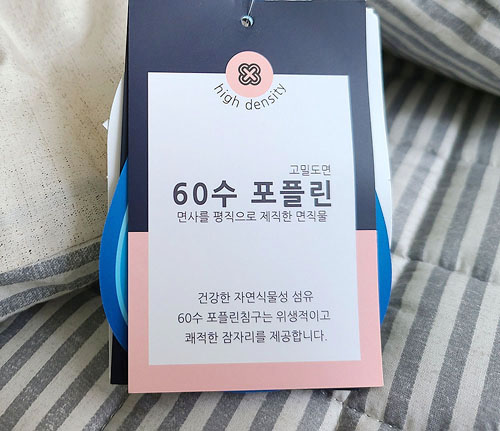 high density
고밀도면
60수 포플린
면사를 평직으로 제직한 면직물
건강한 자연식물성 섬유
60수 포플린침구는 위생적이고
쾌적한 잠자리를 제공합니다.